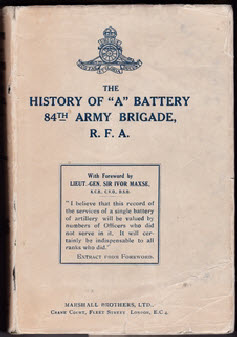 THE
HISTORY OF "A" BATTERY
84TH ARMY BRIGADE,
R. F. A.
With Foreword by
LIEUT.-GEN. SIR IVOR MAXSE.
K.C.B., C.V.O., D.S.O.
"I believe that this record of
the services of a single battery
of artillery will be valued by
numbers of Officers who did
not serve in it. It will cer-
tainly be indispensable to all
ranks who did."
EXTRACT FROM FOREWORD.
MARSHALL BROTHERS, LTD.,
FLEET STREET LONDON, E.C.4.